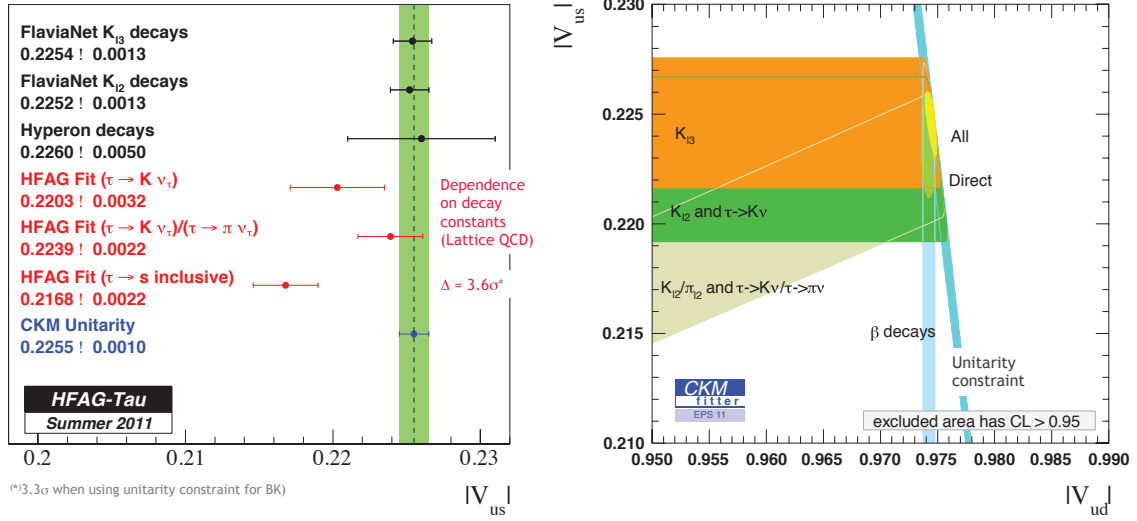 FlaviaNet K_l3 decays
0.2254 ! 0.0013
FlaviaNet K_l2 decays
0.2252 ! 0.0013
Hyperon decays
0.2260 ! 0.0050
HFAG Fit (τ → K ν_τ)
0.2203 ! 0.0032
HFAG Fit (τ → K ν_τ)/(τ → π ν_τ)
0.2239 ! 0.0022
HFAG Fit (τ → s inclusive)
0.2168 ! 0.0022
CKM Unitarity
0.2255 ! 0.0010
Dependence
on decay
constants
(Lattice QCD)
Δ = 3.6σ*
HFAG-Tau
Summer 2011
0.2 0.21 0.22 0.23
|V_us|
(*)3.3σ when using unitarity constraint for BK)
|V_us|
0.230
0.225
0.220
0.215
0.210
K_l3
All
Direct
K_l2 and τ->Kν
K_l2/π_l2 and τ->Kν/τ->πν
β decays
Unitarity
constraint
CKM
fitter
EPS 11
excluded area has CL > 0.95
0.950 0.955 0.960 0.965 0.970 0.975 0.980 0.985 0.990
|V_ud|